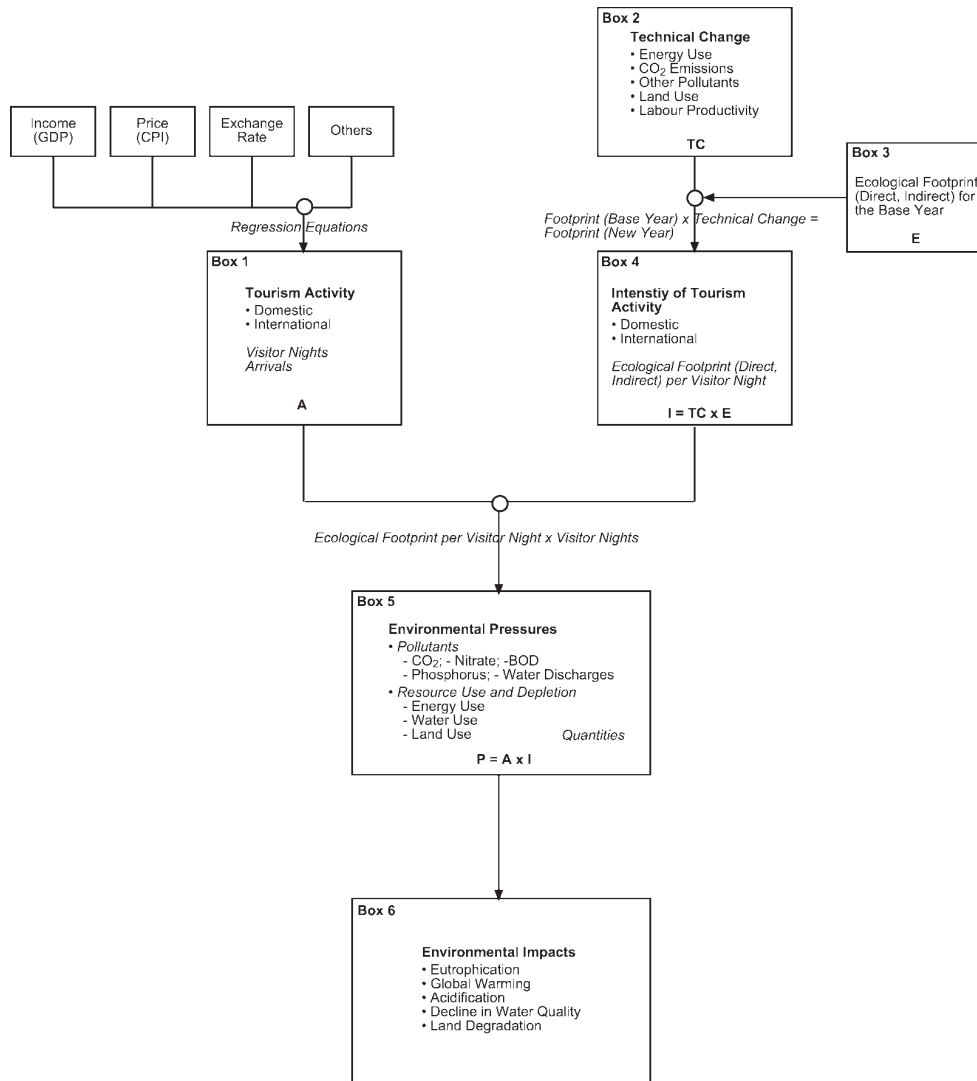 Box 2
Technical Change
• Energy Use
• CO₂ Emissions
• Other Pollutants
• Land Use
• Labour Productivity
TC
Income
(GDP)
Price
(CPI)
Exchange
Rate
Others
Box 3
Ecological Footprint
(Direct, Indirect) for
the Base Year
E
Regression Equations
Footprint (Base Year) x Technical Change =
Footprint (New Year)
Box 1
Tourism Activity
• Domestic
• International
Visitor Nights
Arrivals
A
Box 4
Intenstiy of Tourism
Activity
• Domestic
• International
Ecological Footprint (Direct,
Indirect) per Visitor Night
I = TC x E
Ecological Footprint per Visitor Night x Visitor Nights
Box 5
Environmental Pressures
• Pollutants
- CO₂; - Nitrate; -BOD
- Phosphorus; - Water Discharges
• Resource Use and Depletion
- Energy Use
- Water Use
- Land Use Quantities
P = A x I
Box 6
Environmental Impacts
• Eutrophication
• Global Warming
• Acidification
• Decline in Water Quality
• Land Degradation